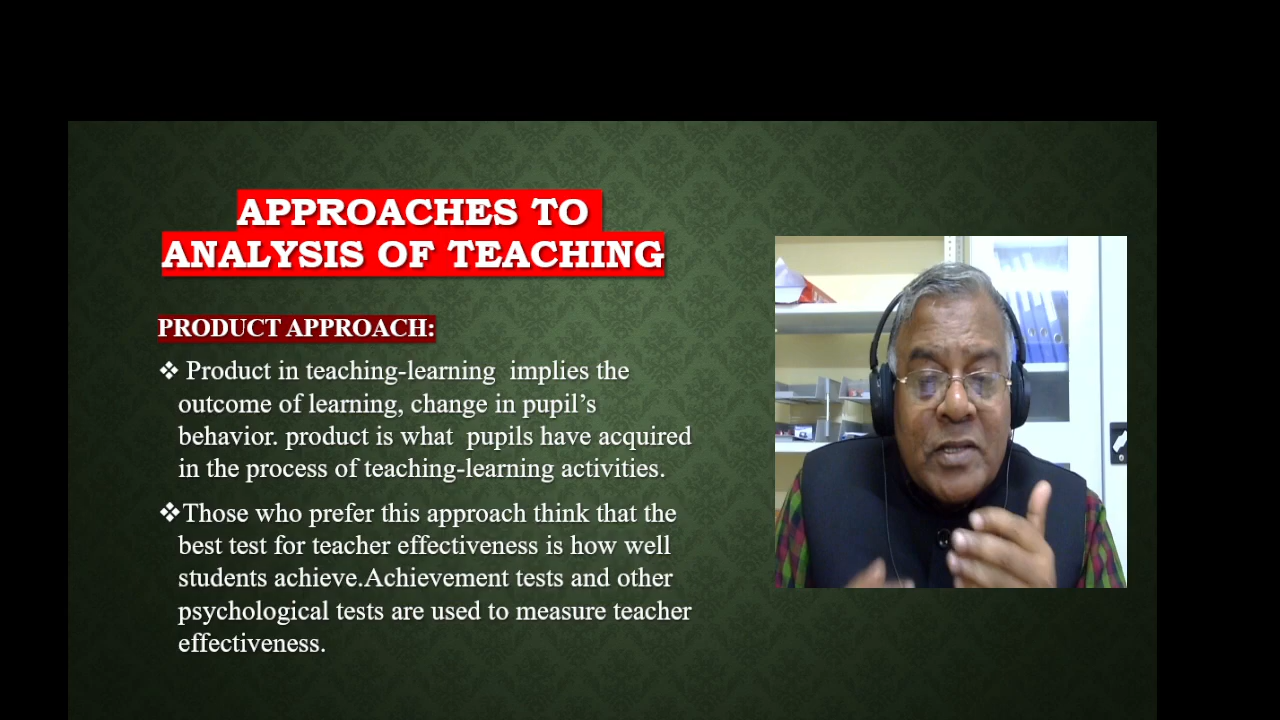 APPROACHES TO
ANALYSIS OF TEACHING
PRODUCT APPROACH:
❖ Product in teaching-learning  implies the
outcome of learning, change in pupil’s
behavior. product is what  pupils have acquired
in the process of teaching-learning activities.
❖Those who prefer this approach think that the
best test for teacher effectiveness is how well
students achieve.Achievement tests and other
psychological tests are used to measure teacher
effectiveness.